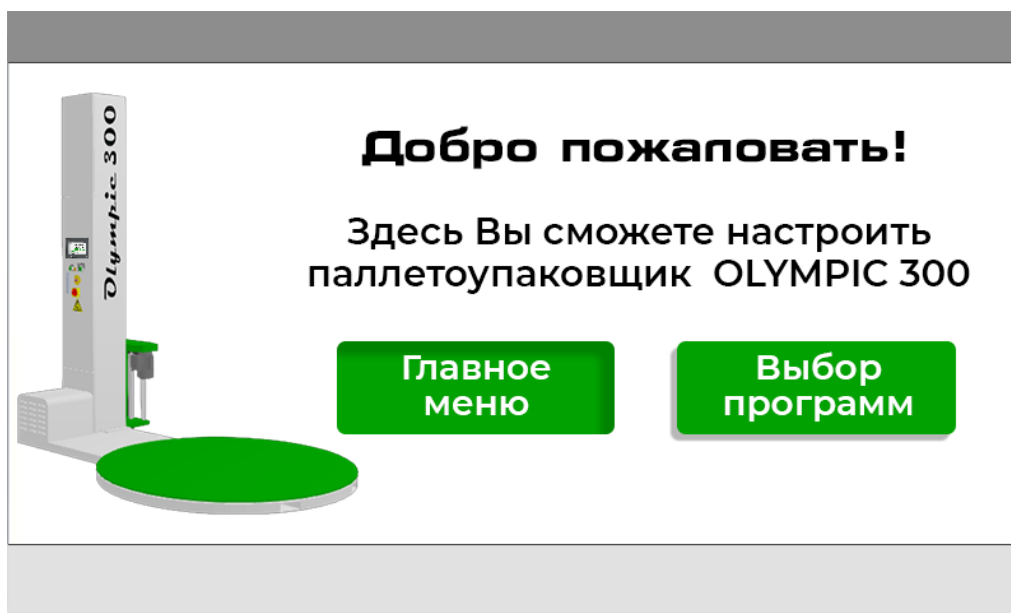 Olympic 300
Добро пожаловать!
Здесь Вы сможете настроить
паллетоупаковщик OLYMPIC 300
Главное
меню
Выбор
программ